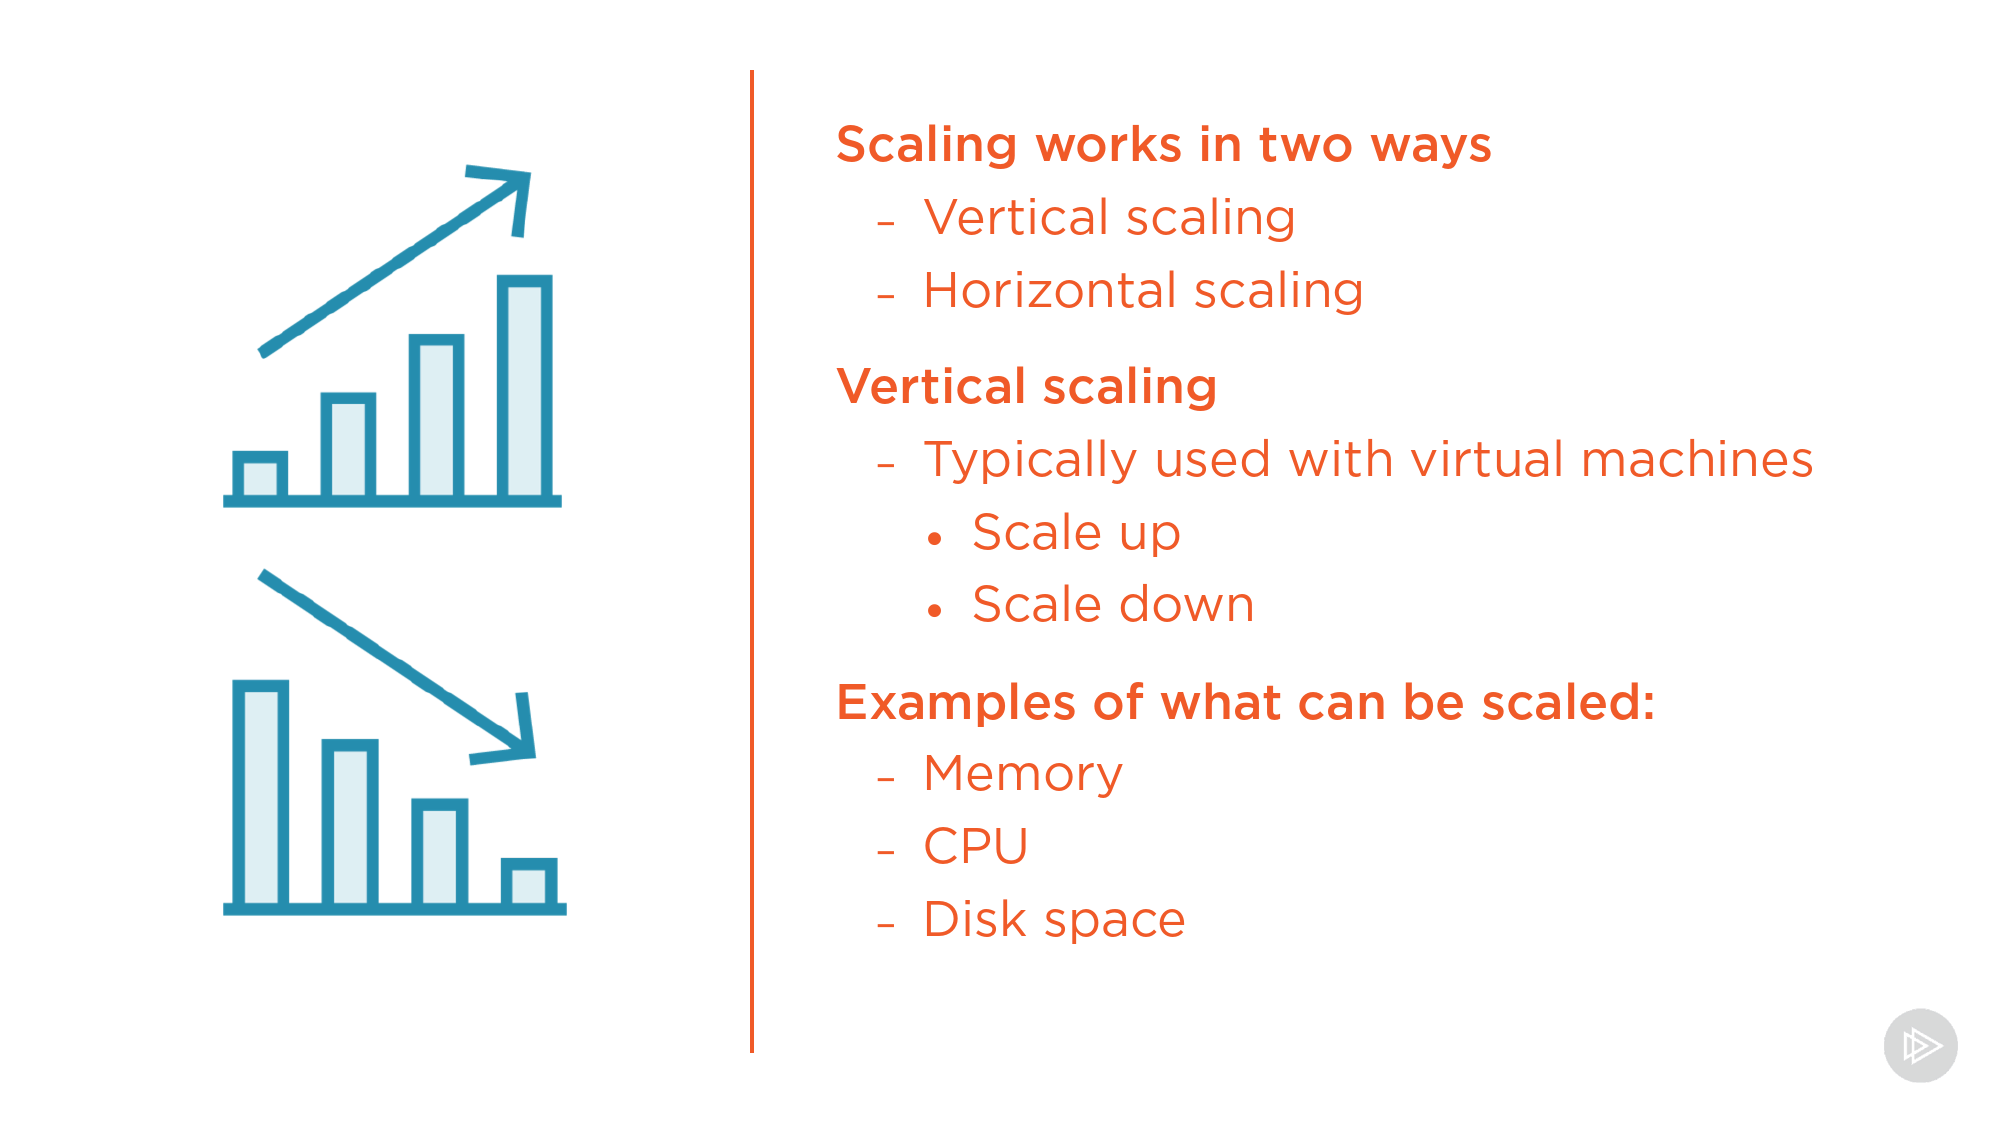 Scaling works in two ways
– Vertical scaling
– Horizontal scaling
Vertical scaling
– Typically used with virtual machines
• Scale up
• Scale down
Examples of what can be scaled:
– Memory
– CPU
– Disk space